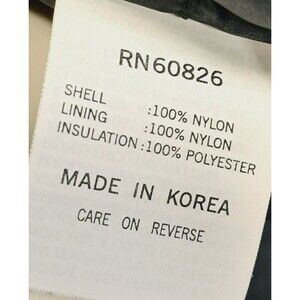 RN60826
SHELL :100% NYLON
LINING :100% NYLON
INSULATION:100% POLYESTER
MADE IN KOREA
CARE ON REVERSE